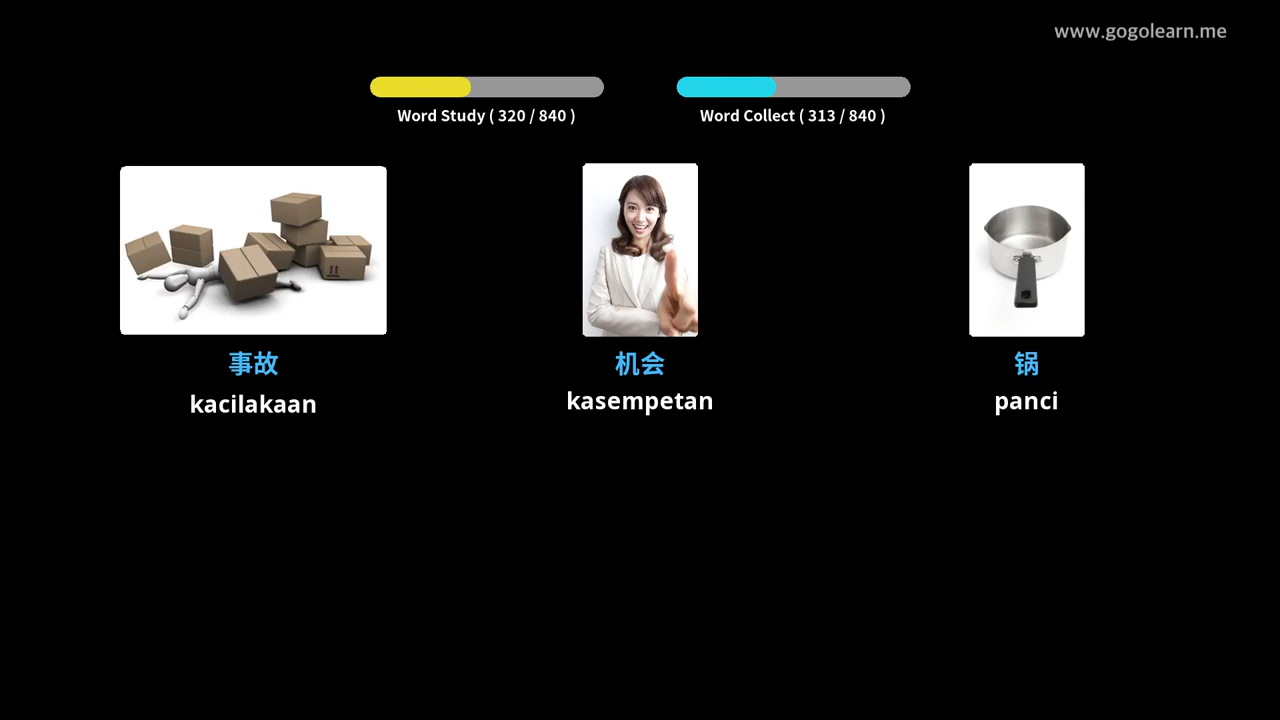 www.gogolearn.me
Word Study ( 320 / 840 )
Word Collect ( 313 / 840 )
事故
机会
锅
kacilakaan
kasempetan
panci